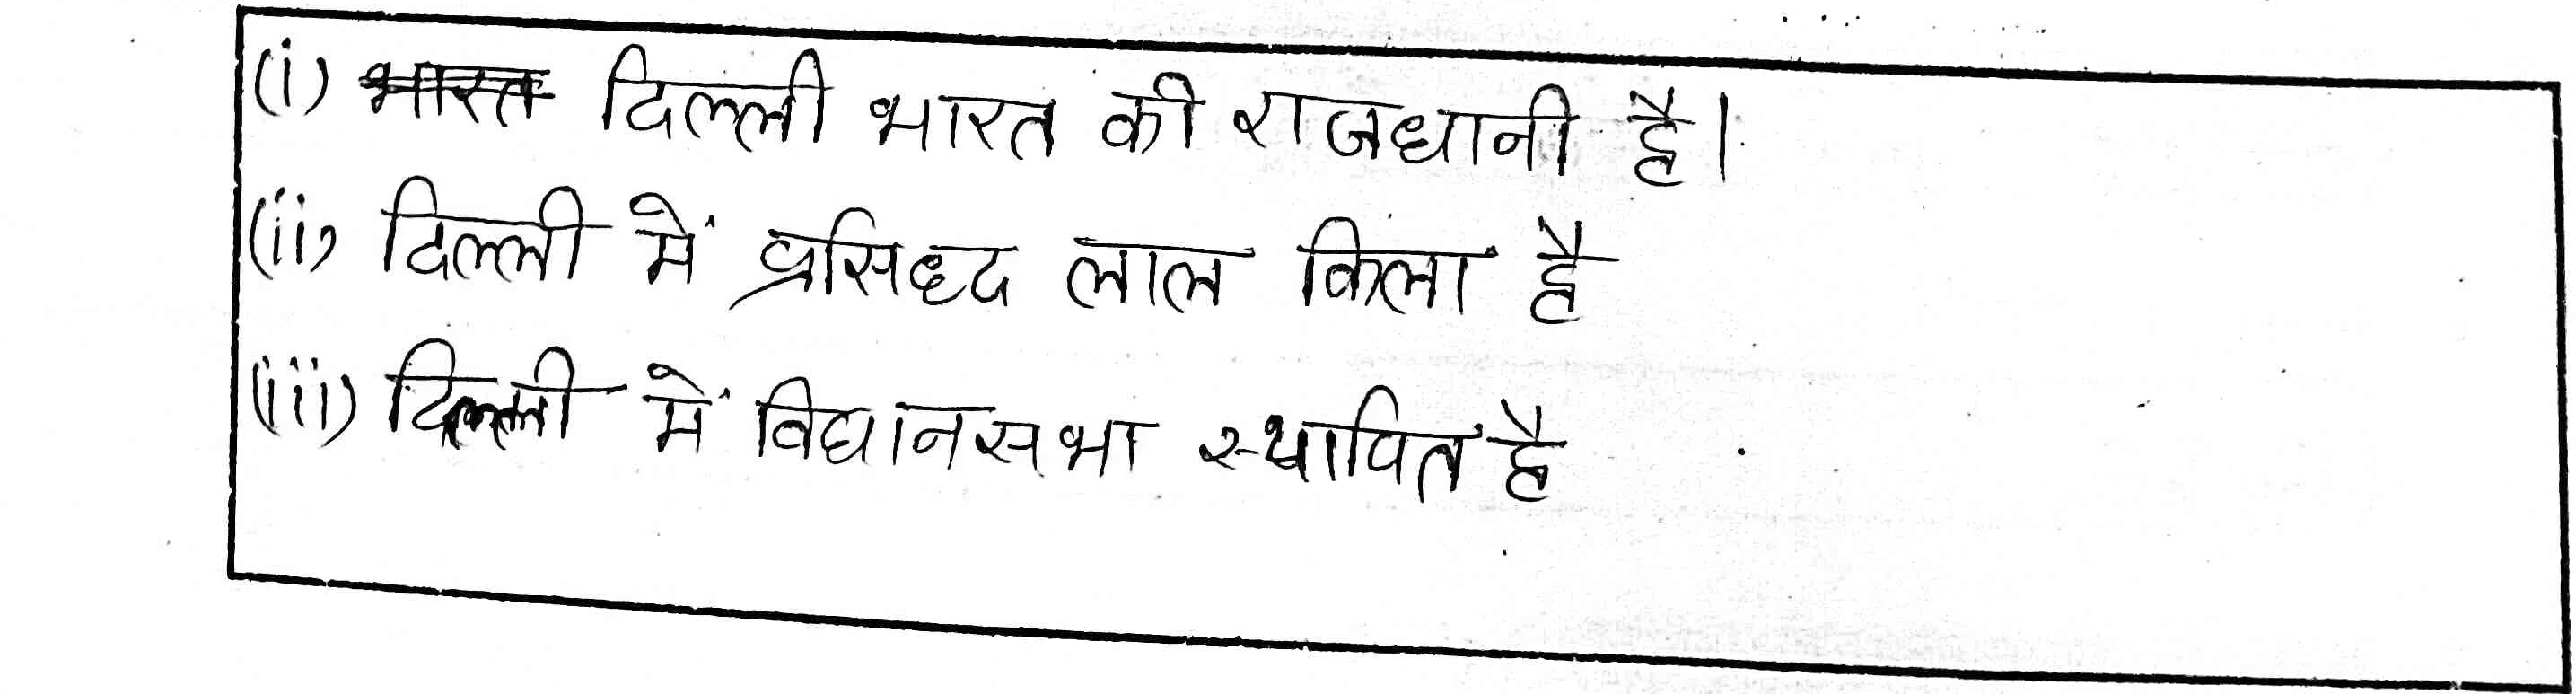 (i) भारत दिल्ली भारत की राजधानी है।
(ii) दिल्ली में प्रसिध्द लाल किला है
(iii) दिल्ली में विधानसभा स्थापित है